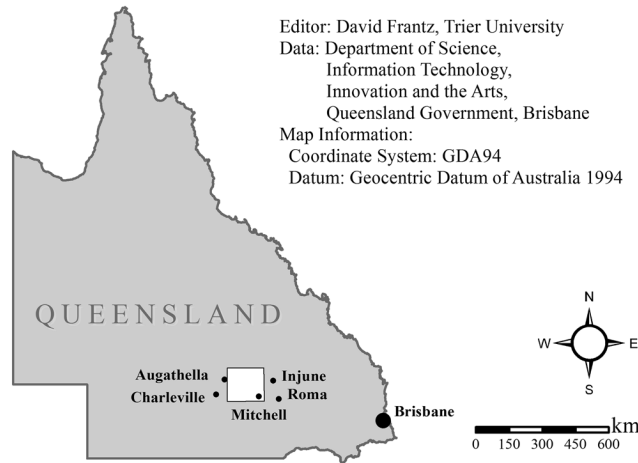 Editor: David Frantz, Trier University
Data: Department of Science,
Information Technology,
Innovation and the Arts,
Queensland Government, Brisbane
Map Information:
Coordinate System: GDA94
Datum: Geocentric Datum of Australia 1994
QUEENSLAND
N
W E
S
Augathella Injune
Charleville Roma
Mitchell
Brisbane
km
0 150 300 450 600